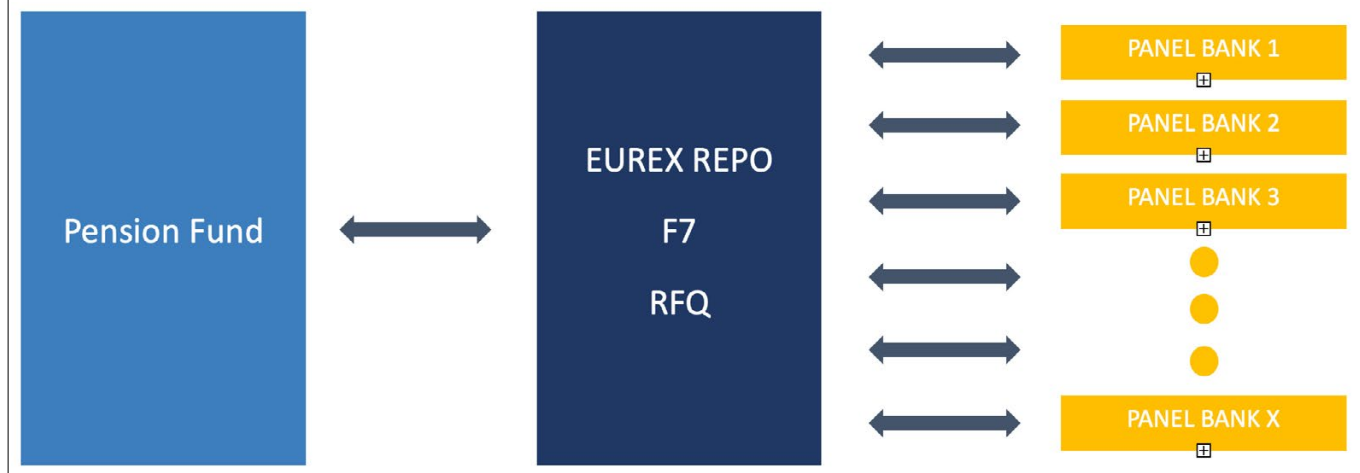 Pension Fund
EUREX REPO
F7
RFQ
PANEL BANK 1
PANEL BANK 2
PANEL BANK 3
PANEL BANK X